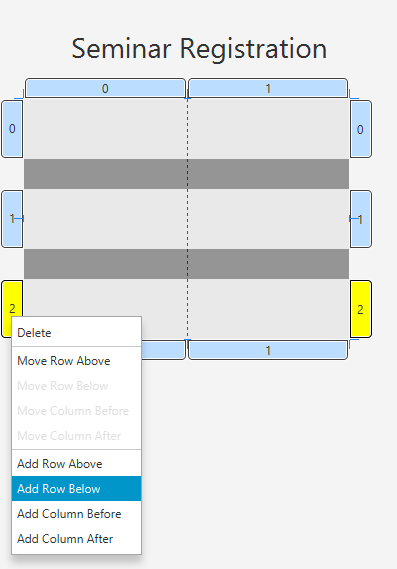 Seminar Registration
0 1
0 0
1 1
2 2
1
Delete
Move Row Above
Move Row Below
Move Column Before
Move Column After
Add Row Above
Add Row Below
Add Column Before
Add Column After